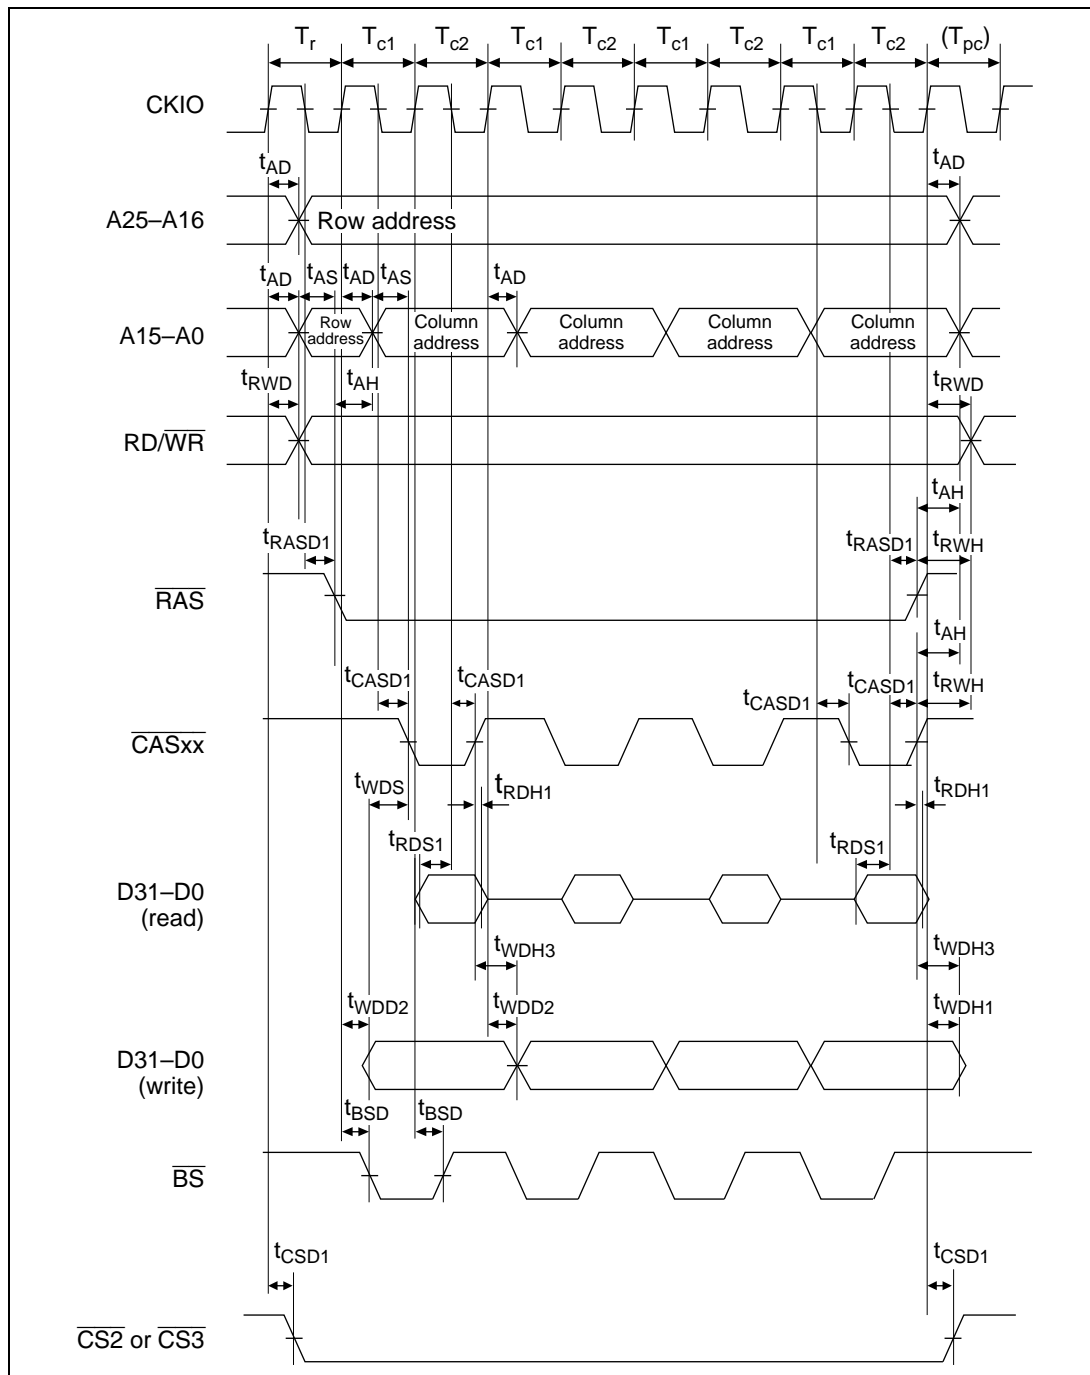 Tr Tc1 Tc2 Tc1 Tc2 Tc1 Tc2 Tc1 Tc2 (Tpc)
CKIO
tAD tAD
A25–A16 Row address
tAD tAS tAD tAS tAD
A15–A0 Row address Column address Column address Column address Column address
tRWD tAH tRWD
RD/WR
tAH
tRASD1 tRASD1 tRWH
RAS
tAH
tCASD1 tCASD1 tCASD1 tCASD1 tRWH
CASxx
tWDS tRDH1 tRDH1
tRDS1 tRDS1
D31–D0
(read)
tWDH3 tWDH3
tWDD2 tWDD2 tWDH1
D31–D0
(write)
tBSD tBSD
BS
tCSD1 tCSD1
CS2 or CS3